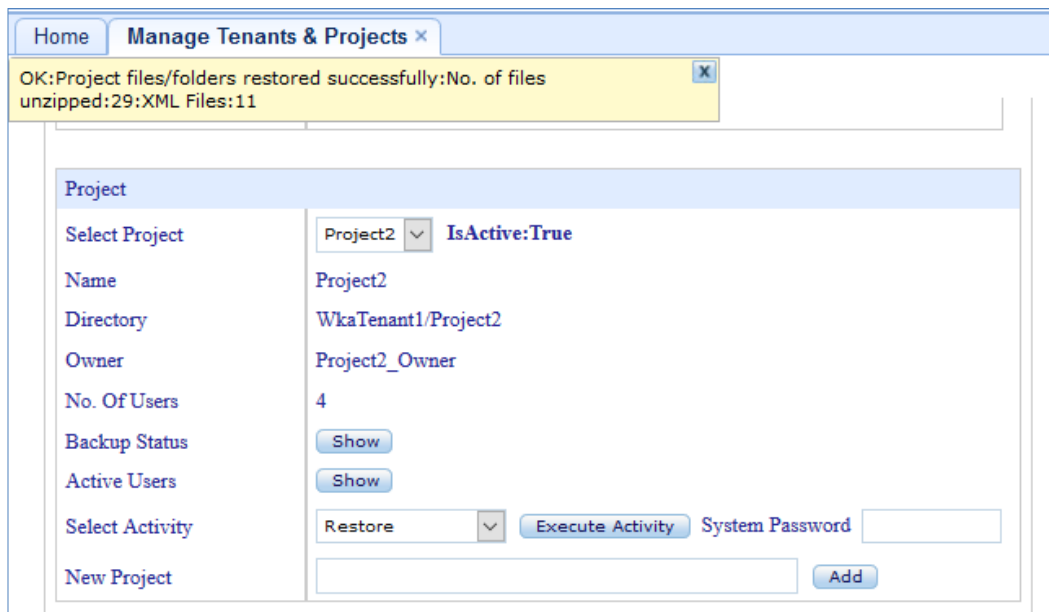 Home Manage Tenants & Projects ×
OK:Project files/folders restored successfully:No. of files
unzipped:29:XML Files:11
X
Project
Select Project Project2 IsActive:True
Name Project2
Directory WkaTenant1/Project2
Owner Project2_Owner
No. Of Users 4
Backup Status Show
Active Users Show
Select Activity Restore Execute Activity System Password
New Project Add